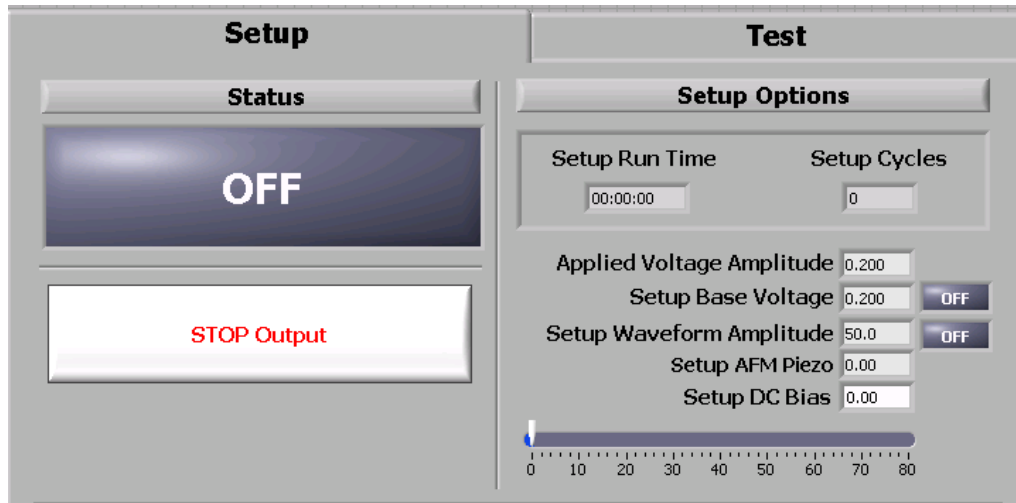 Setup
Test
Status
Setup Options
OFF
Setup Run Time
Setup Cycles
00:00:00
0
STOP Output
Applied Voltage Amplitude 0.200
Setup Base Voltage 0.200 OFF
Setup Waveform Amplitude 50.0 OFF
Setup AFM Piezo 0.00
Setup DC Bias 0.00
0 10 20 30 40 50 60 70 80